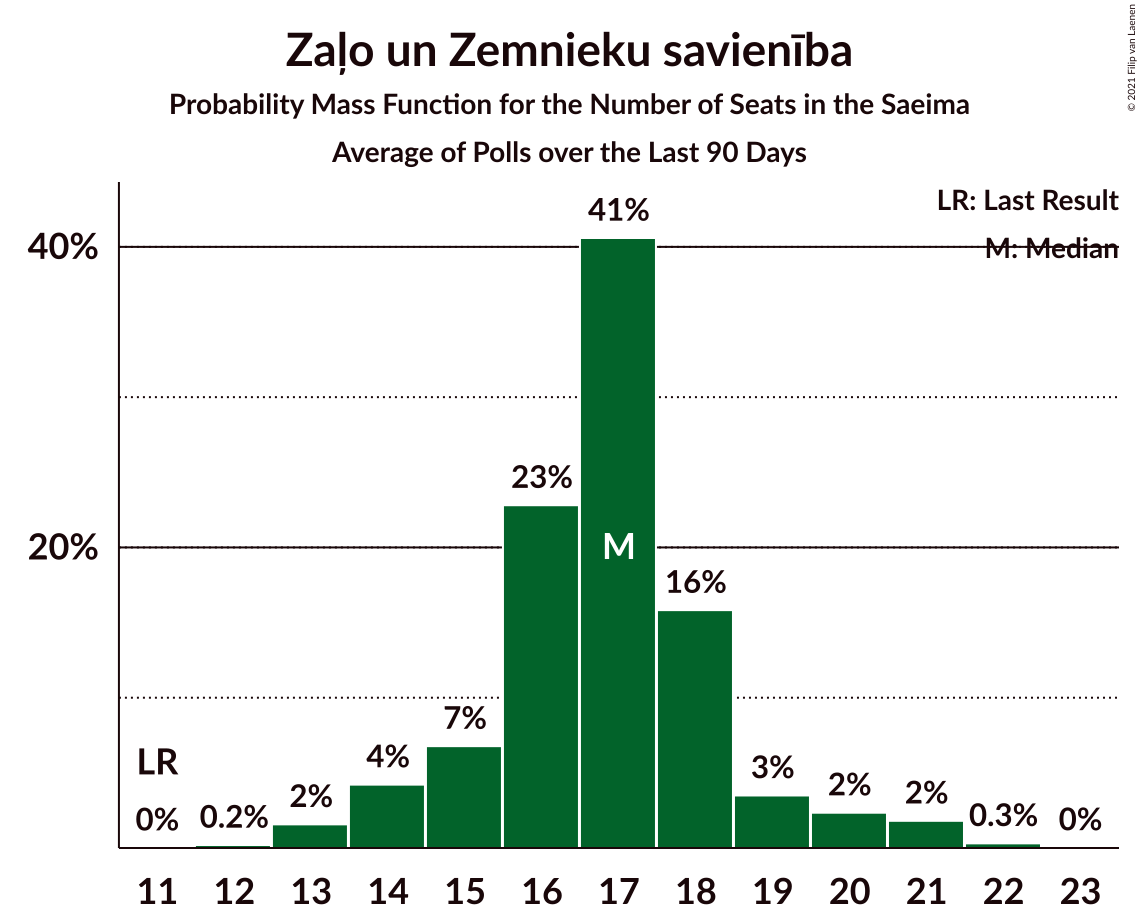 Zaļo un Zemnieku savienība
Probability Mass Function for the Number of Seats in the Saeima
Average of Polls over the Last 90 Days
© 2021 Filip van Laenen
LR: Last Result
M: Median
40%
20%
41%
23%
M
16%
7%
LR
4%
3%
2%
2%
2%
0%
0.2%
0.3%
0%
11 12 13 14 15 16 17 18 19 20 21 22 23